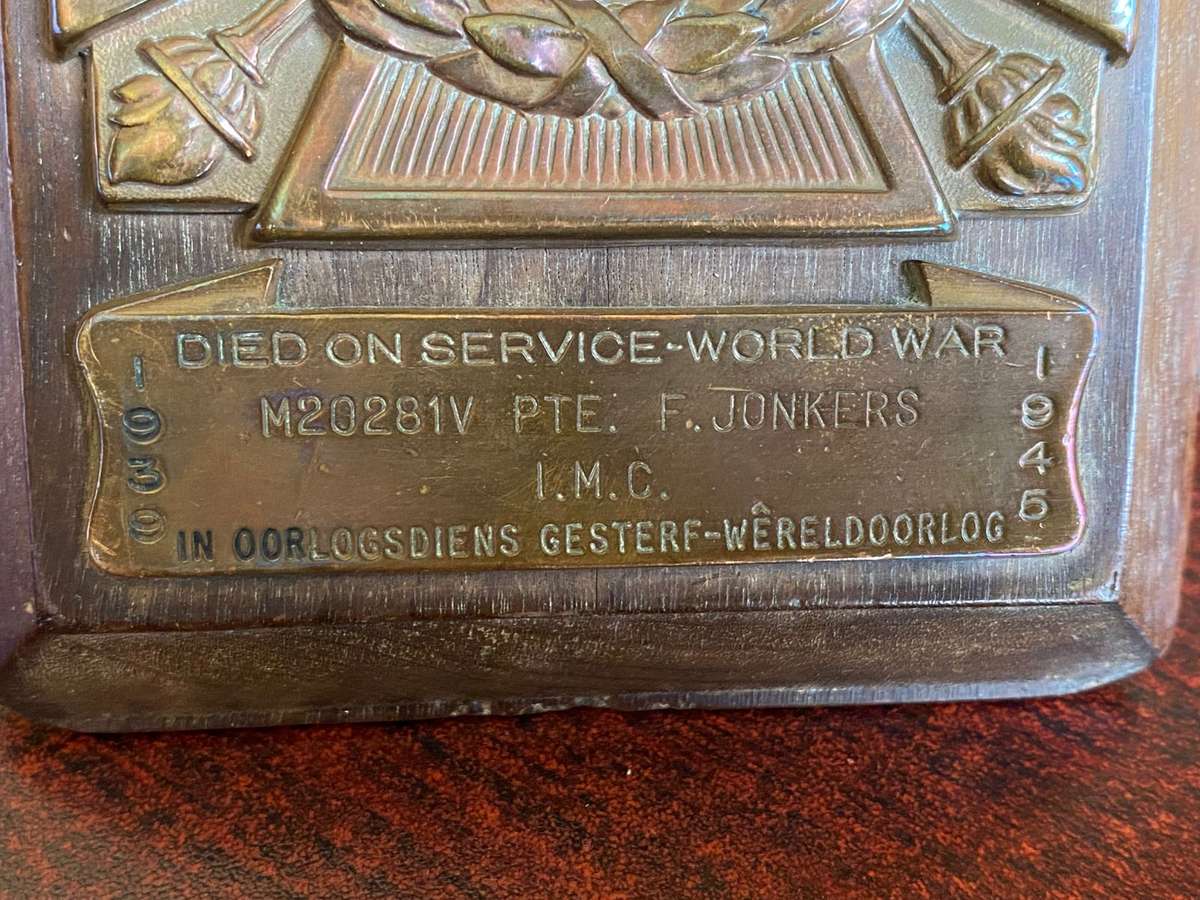 DIED ON SERVICE-WORLD WAR
1939
1945
M20281V PTE. F. JONKERS
I.M.C.
IN OORLOGSDIENS GESTERF-WÊRELDOORLOG